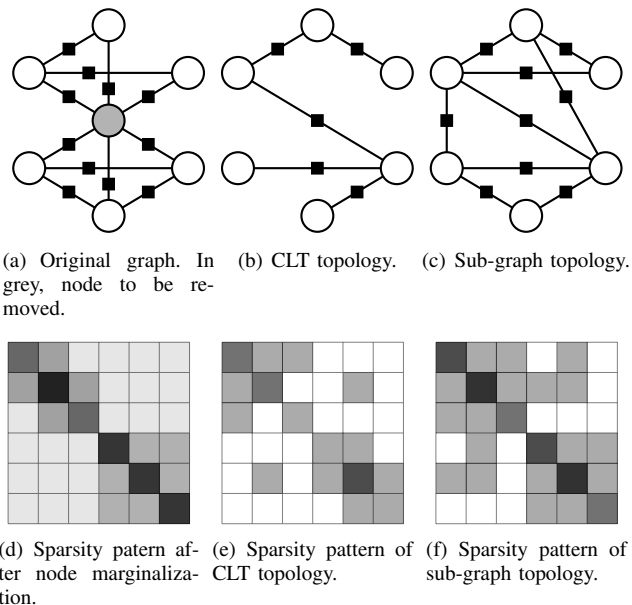 (a) Original graph. In
grey, node to be re-
moved.
(b) CLT topology.
(c) Sub-graph topology.
(d) Sparsity patern af-
ter node marginaliza-
tion.
(e) Sparsity pattern of
CLT topology.
(f) Sparsity pattern of
sub-graph topology.